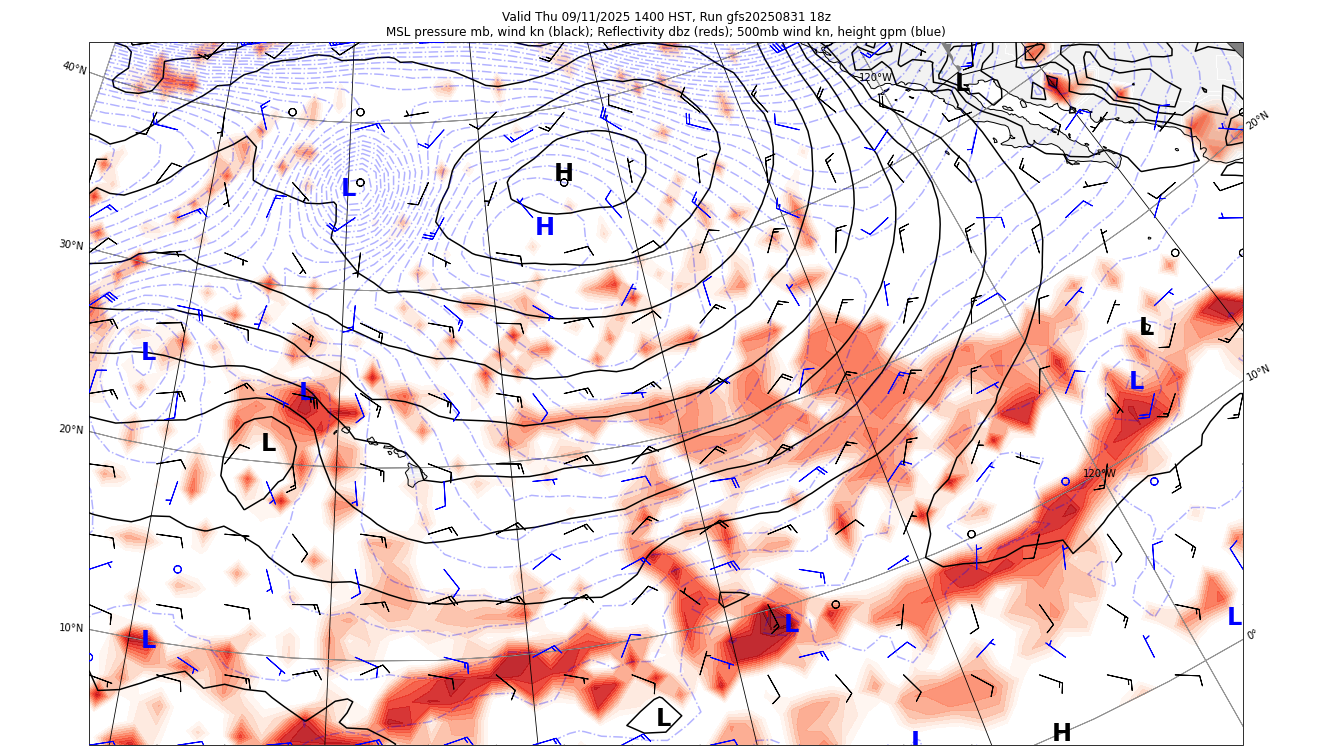 Valid Thu 09/11/2025 1400 HST, Run gfs20250831 18z
MSL pressure mb, wind kn (black); Reflectivity dbz (reds); 500mb wind kn, height gpm (blue)
40°N
120°W
L
20°N
H
L
H
30°N
L
L
L
L
10°N
20°N
L
120°W
10°N
L
L
L
0°
L
H
L